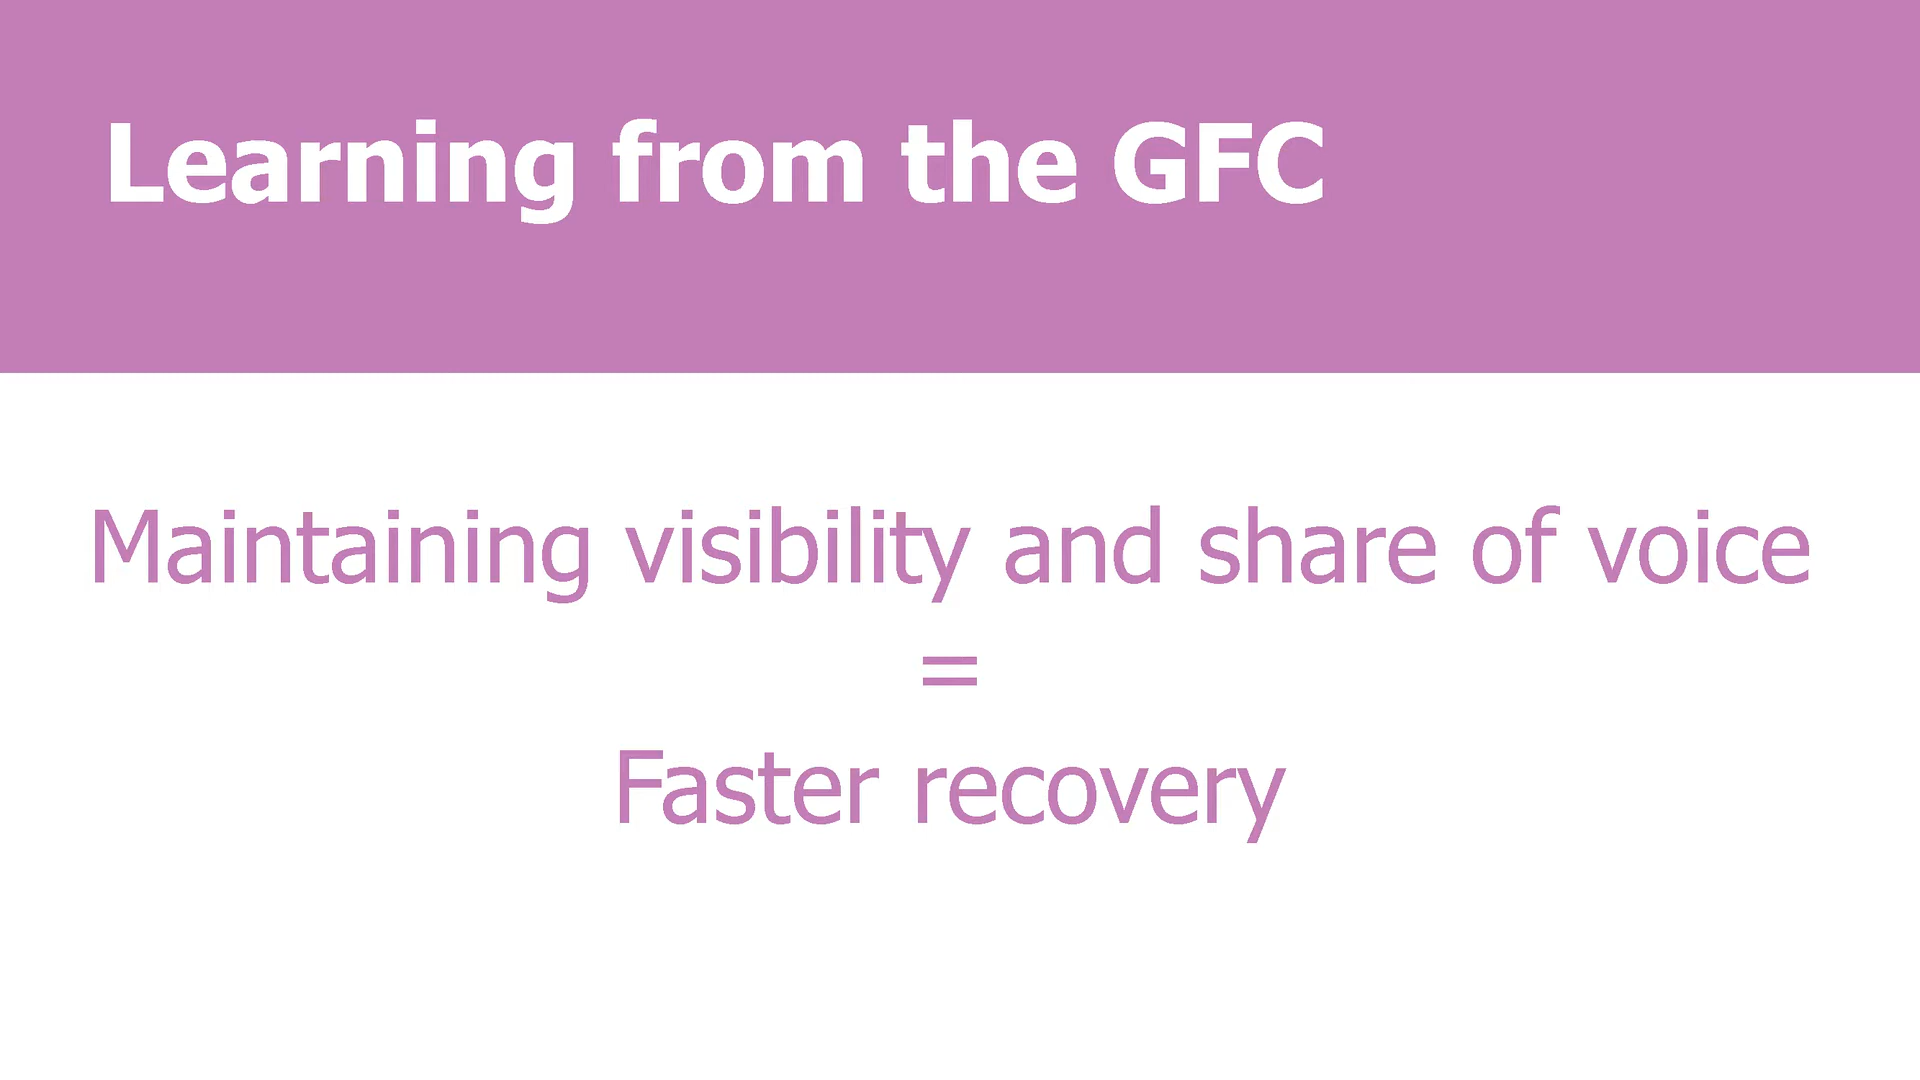 Learning from the GFC
Maintaining visibility and share of voice
=
Faster recovery